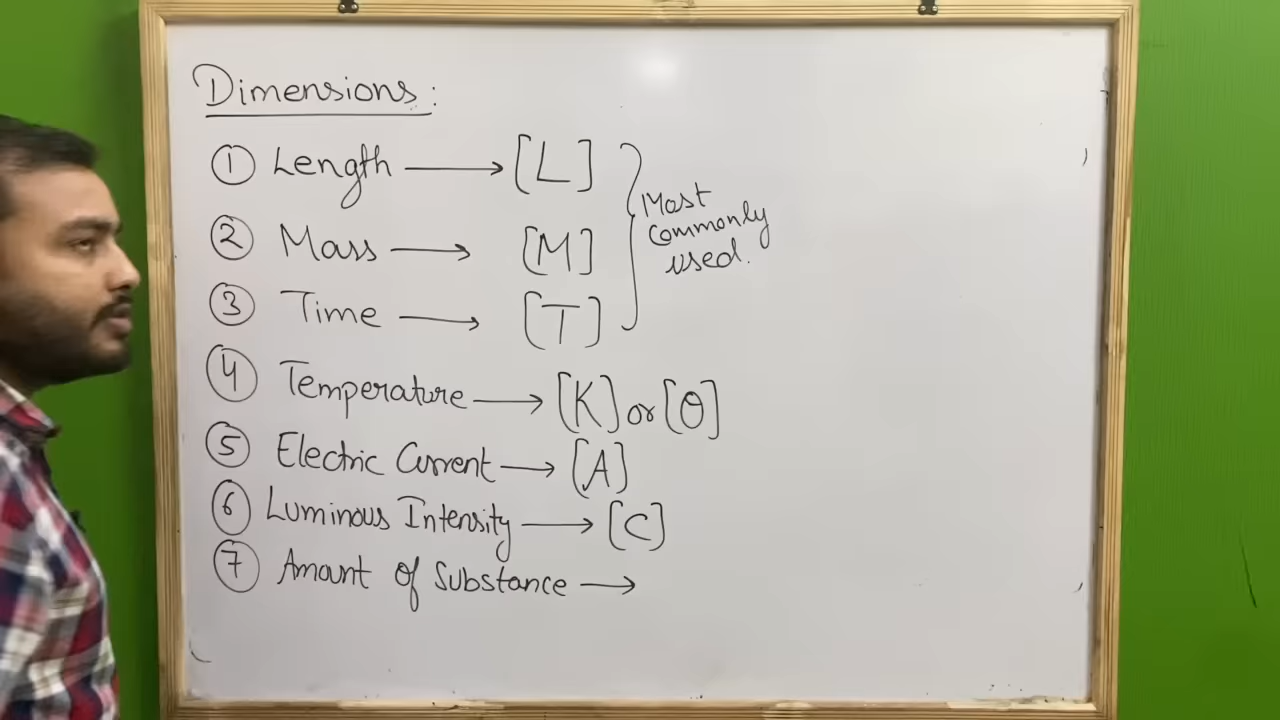 Dimensions:
① Length → [L]
② Mass → [M]
③ Time → [T]
Most
commonly
used.
④ Temperature → [K] or [θ]
⑤ Electric Current → [A]
⑥ Luminous Intensity → [C]
⑦ Amount of Substance →